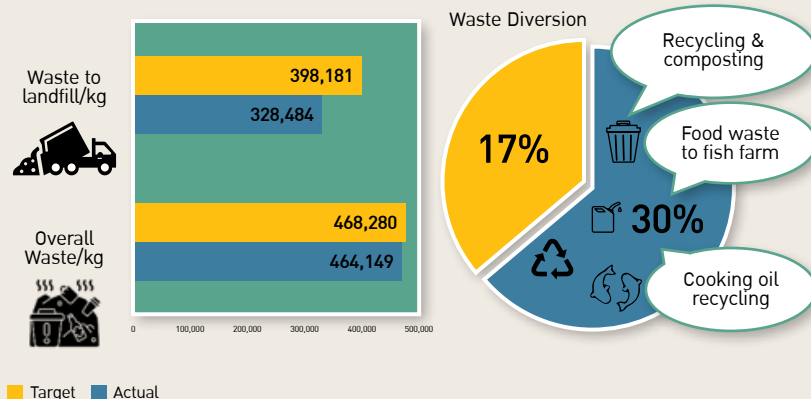 Waste Diversion
Waste to
landfill/kg
398,181
328,484
Overall
Waste/kg
468,280
464,149
0 100,000 200,000 300,000 400,000 500,000
17%
30%
Recycling &
composting
Food waste
to fish farm
Cooking oil
recycling
Target Actual